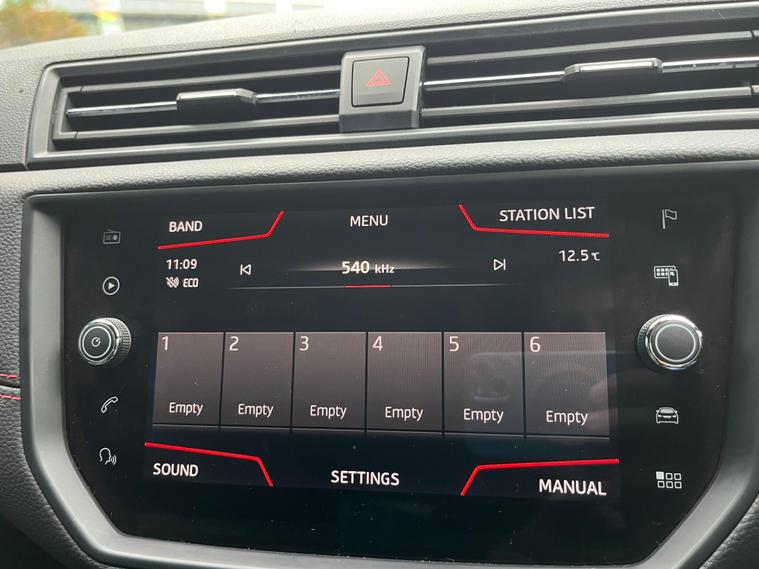 BAND MENU STATION LIST
11:09 540 kHz 12.5 °C
ECO
1 2 3 4 5 6
Empty Empty Empty Empty Empty Empty
SOUND SETTINGS MANUAL